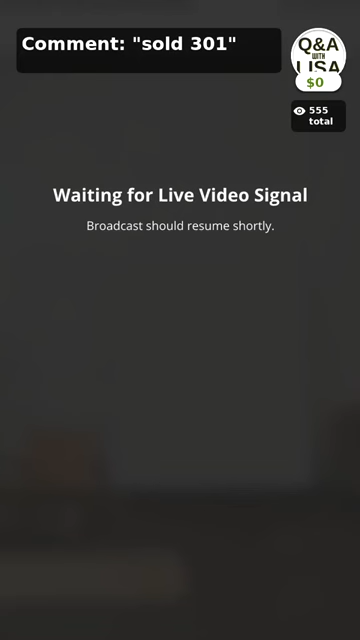 Comment: "sold 301"
Q&A
WITH
LISA
$0
555
total
Waiting for Live Video Signal
Broadcast should resume shortly.